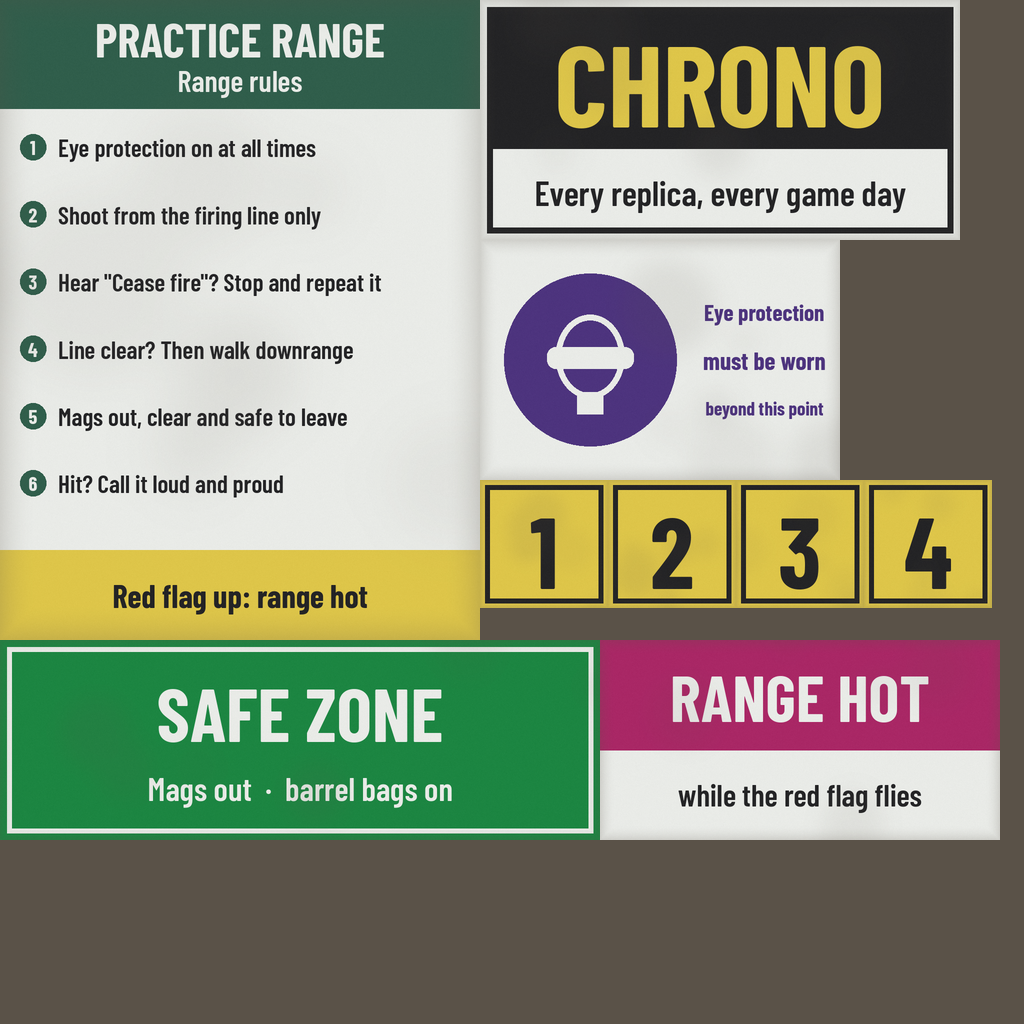 PRACTICE RANGE
Range rules
1 Eye protection on at all times
2 Shoot from the firing line only
3 Hear "Cease fire"? Stop and repeat it
4 Line clear? Then walk downrange
5 Mags out, clear and safe to leave
6 Hit? Call it loud and proud
Red flag up: range hot
CHRONO
Every replica, every game day
Eye protection
must be worn
beyond this point
1 2 3 4
SAFE ZONE
Mags out · barrel bags on
RANGE HOT
while the red flag flies